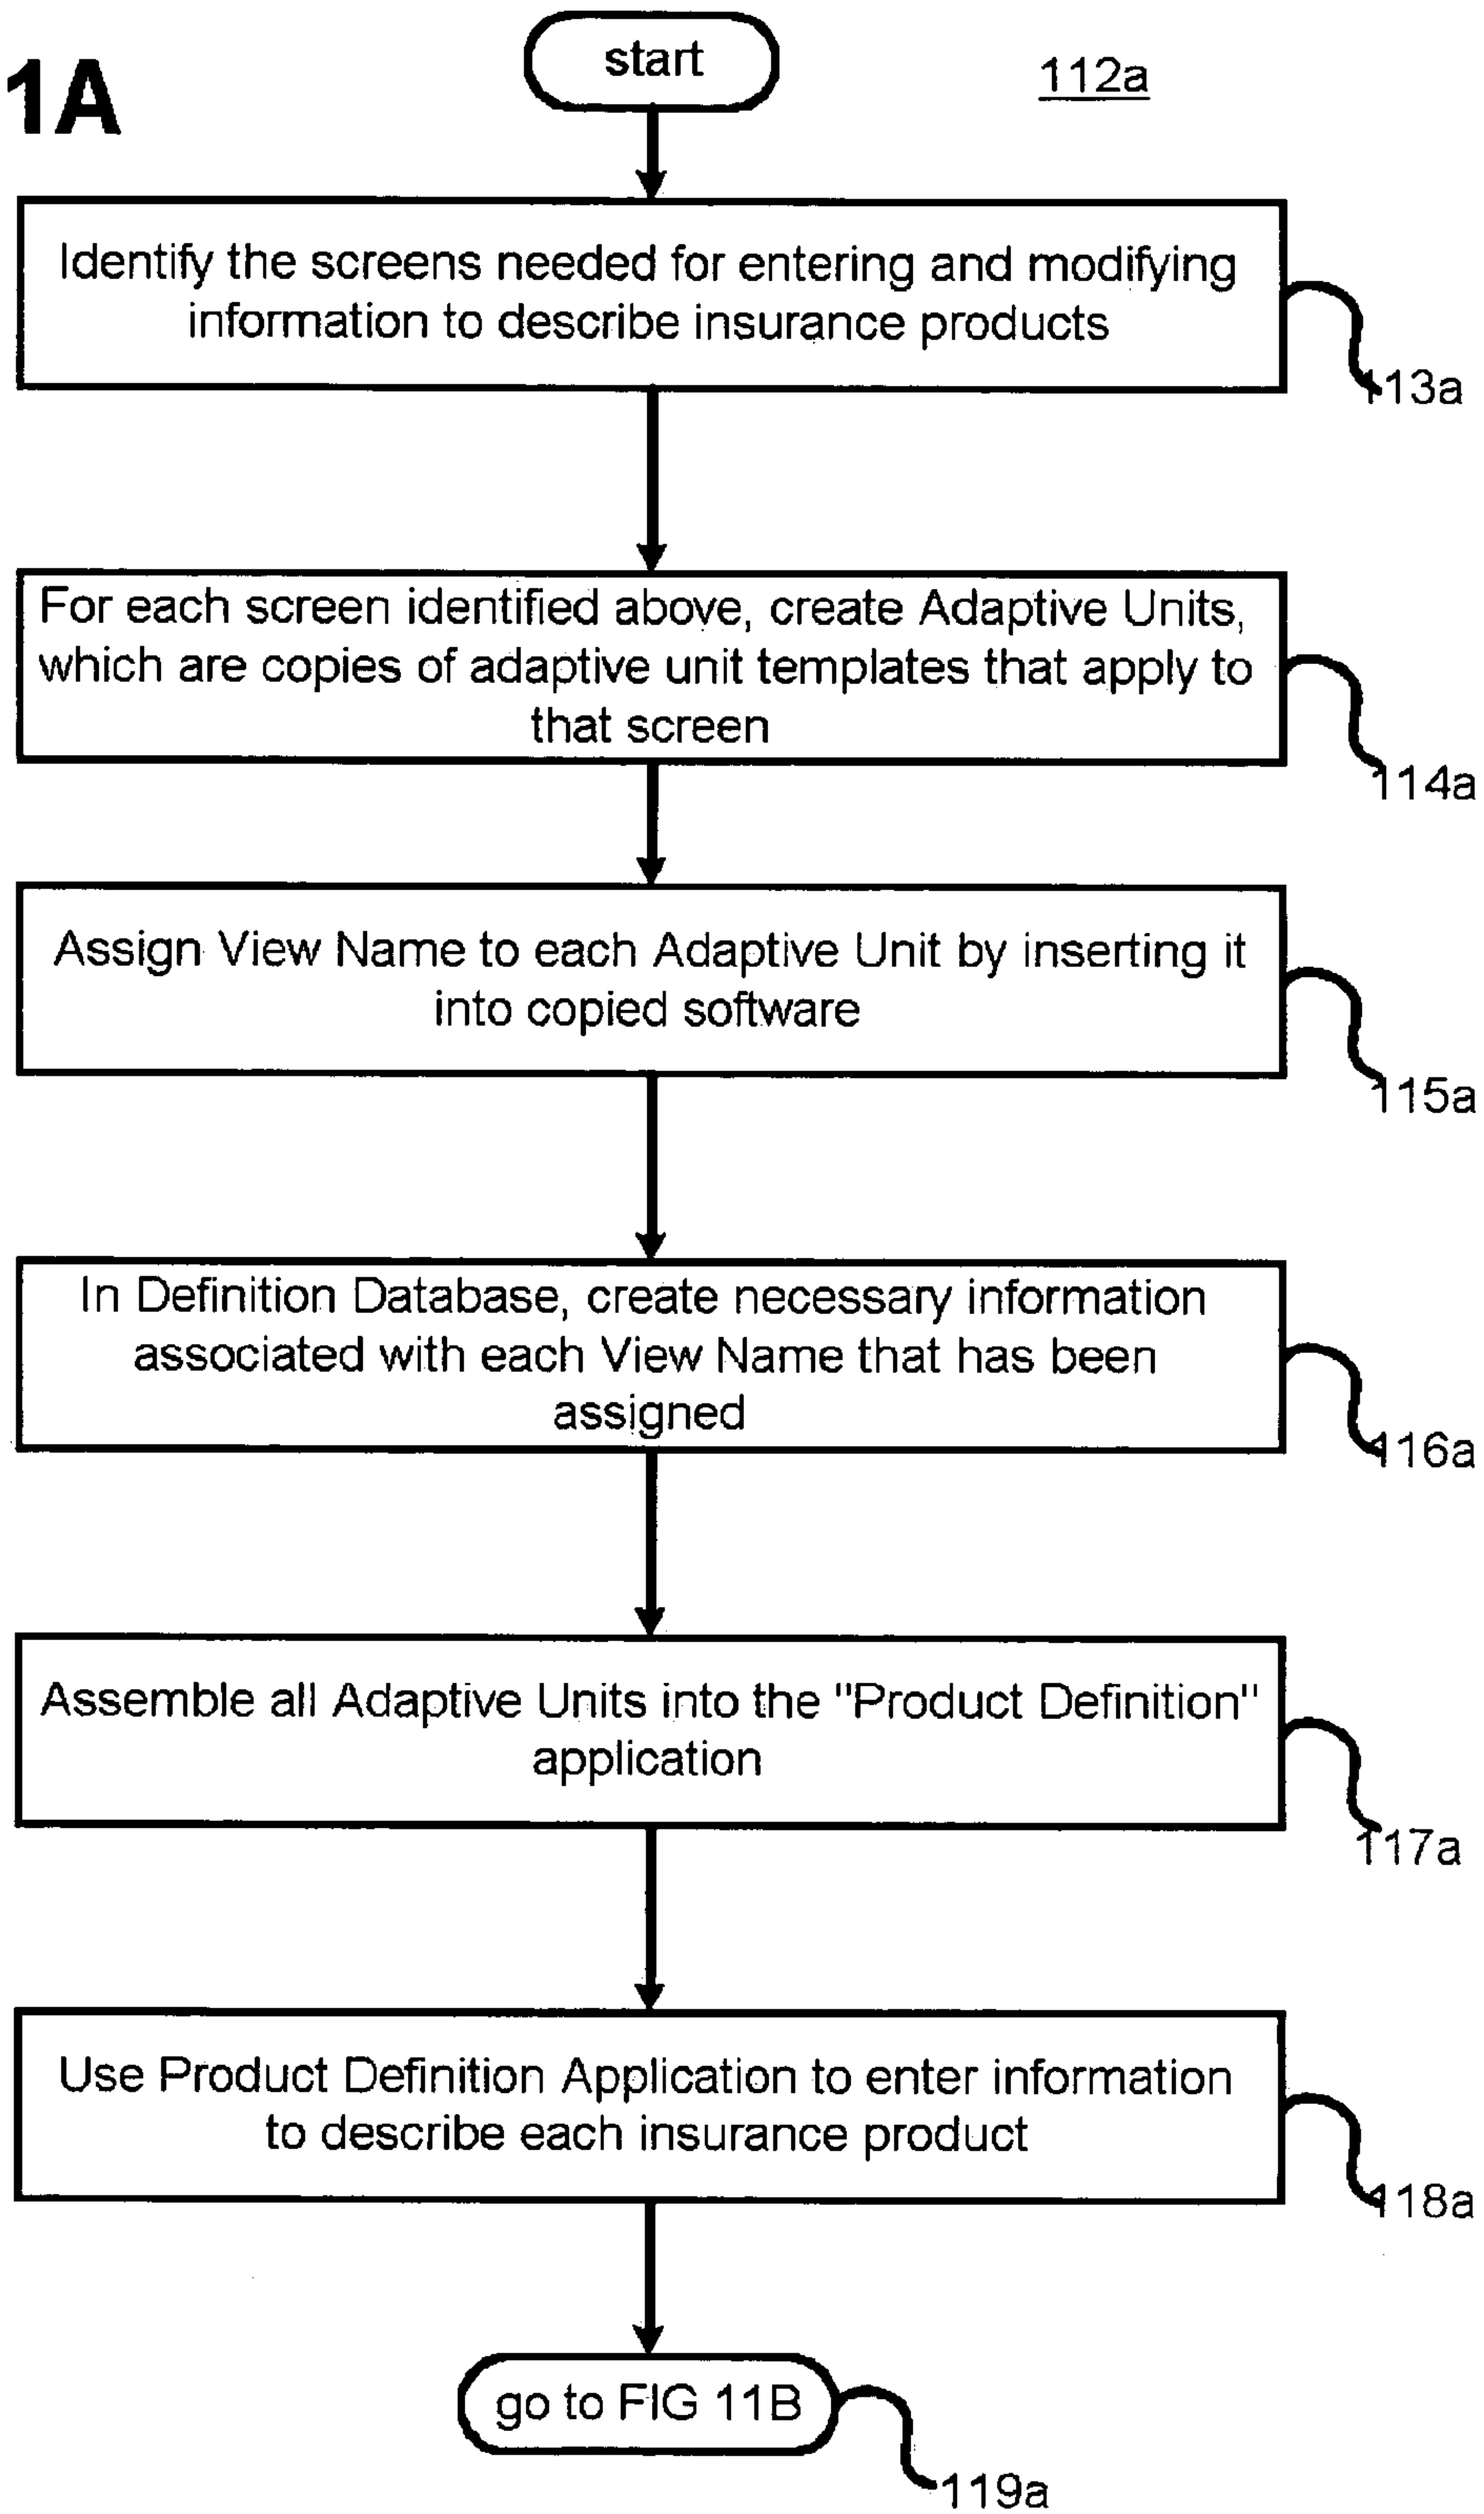 start
112a
1A
Identify the screens needed for entering and modifying
information to describe insurance products
113a
For each screen identified above, create Adaptive Units,
which are copies of adaptive unit templates that apply to
that screen
114a
Assign View Name to each Adaptive Unit by inserting it
into copied software
115a
In Definition Database, create necessary information
associated with each View Name that has been
assigned
116a
Assemble all Adaptive Units into the "Product Definition"
application
117a
Use Product Definition Application to enter information
to describe each insurance product
118a
go to FIG 11B
119a